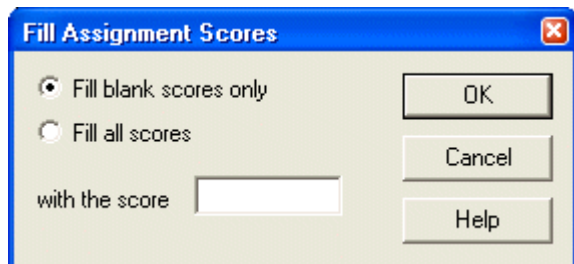 Fill Assignment Scores
Fill blank scores only
Fill all scores
with the score
OK
Cancel
Help